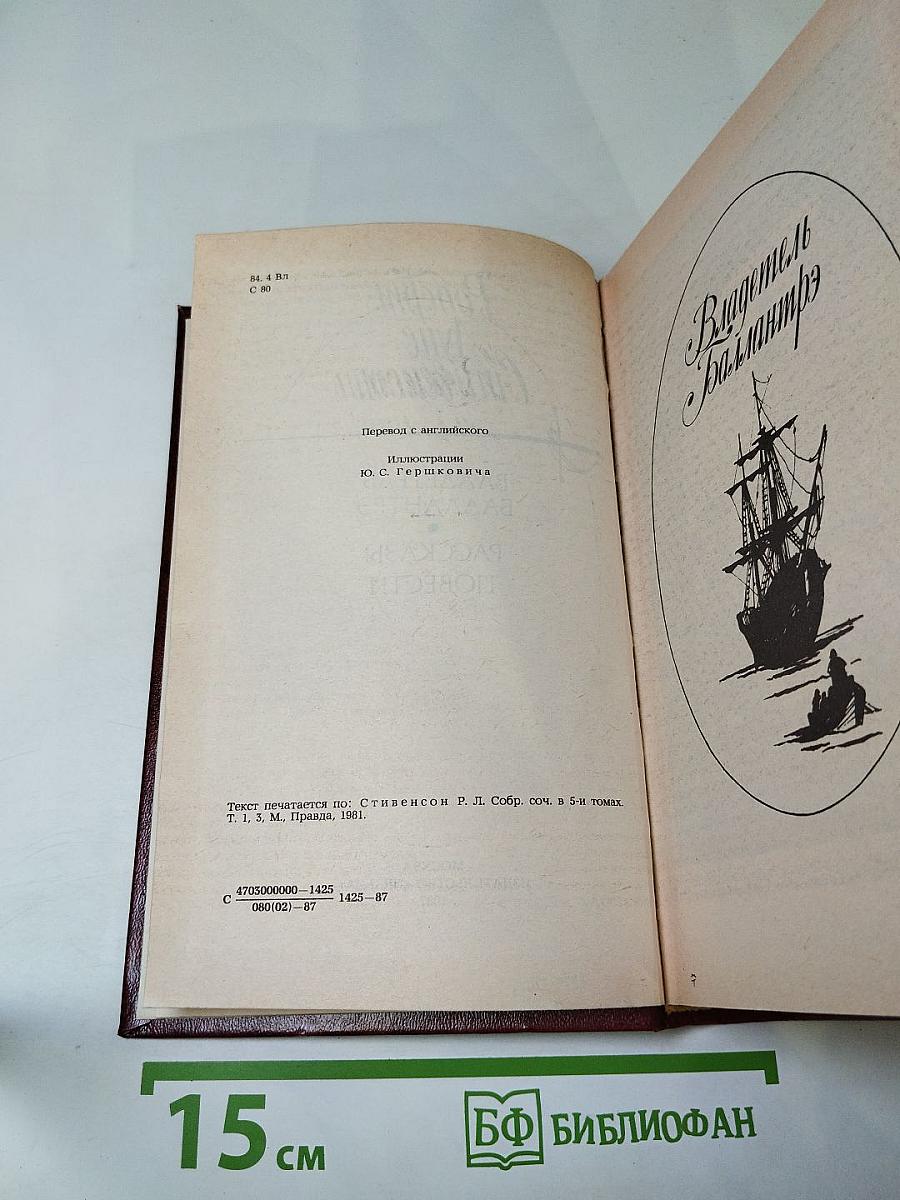 84. 4 Вл
С 80
Перевод с английского
Иллюстрации
Ю. С. Гершковича
Текст печатается по: Стивенсон Р. Л. Собр. соч. в 5-и томах.
Т. 1, 3, М., Правда, 1981.
С 4703000000—1425
080(02)—87
1425—87
Владетель
Баллантрэ
15 см
БФ БИБЛИОФАН